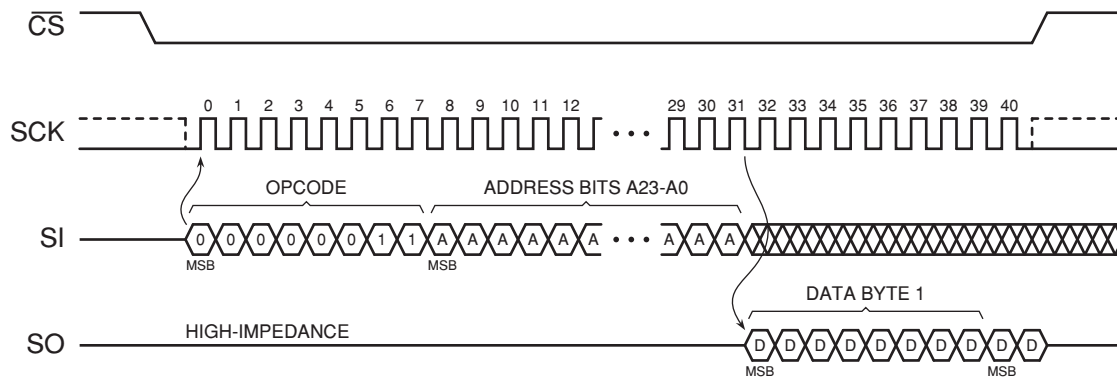 C̅S̅
0 1 2 3 4 5 6 7 8 9 10 11 12 29 30 31 32 33 34 35 36 37 38 39 40
SCK
OPCODE ADDRESS BITS A23-A0
SI 0 0 0 0 0 0 1 1 A A A A A A A A A
MSB MSB
DATA BYTE 1
HIGH-IMPEDANCE
SO D D D D D D D D D D
MSB MSB